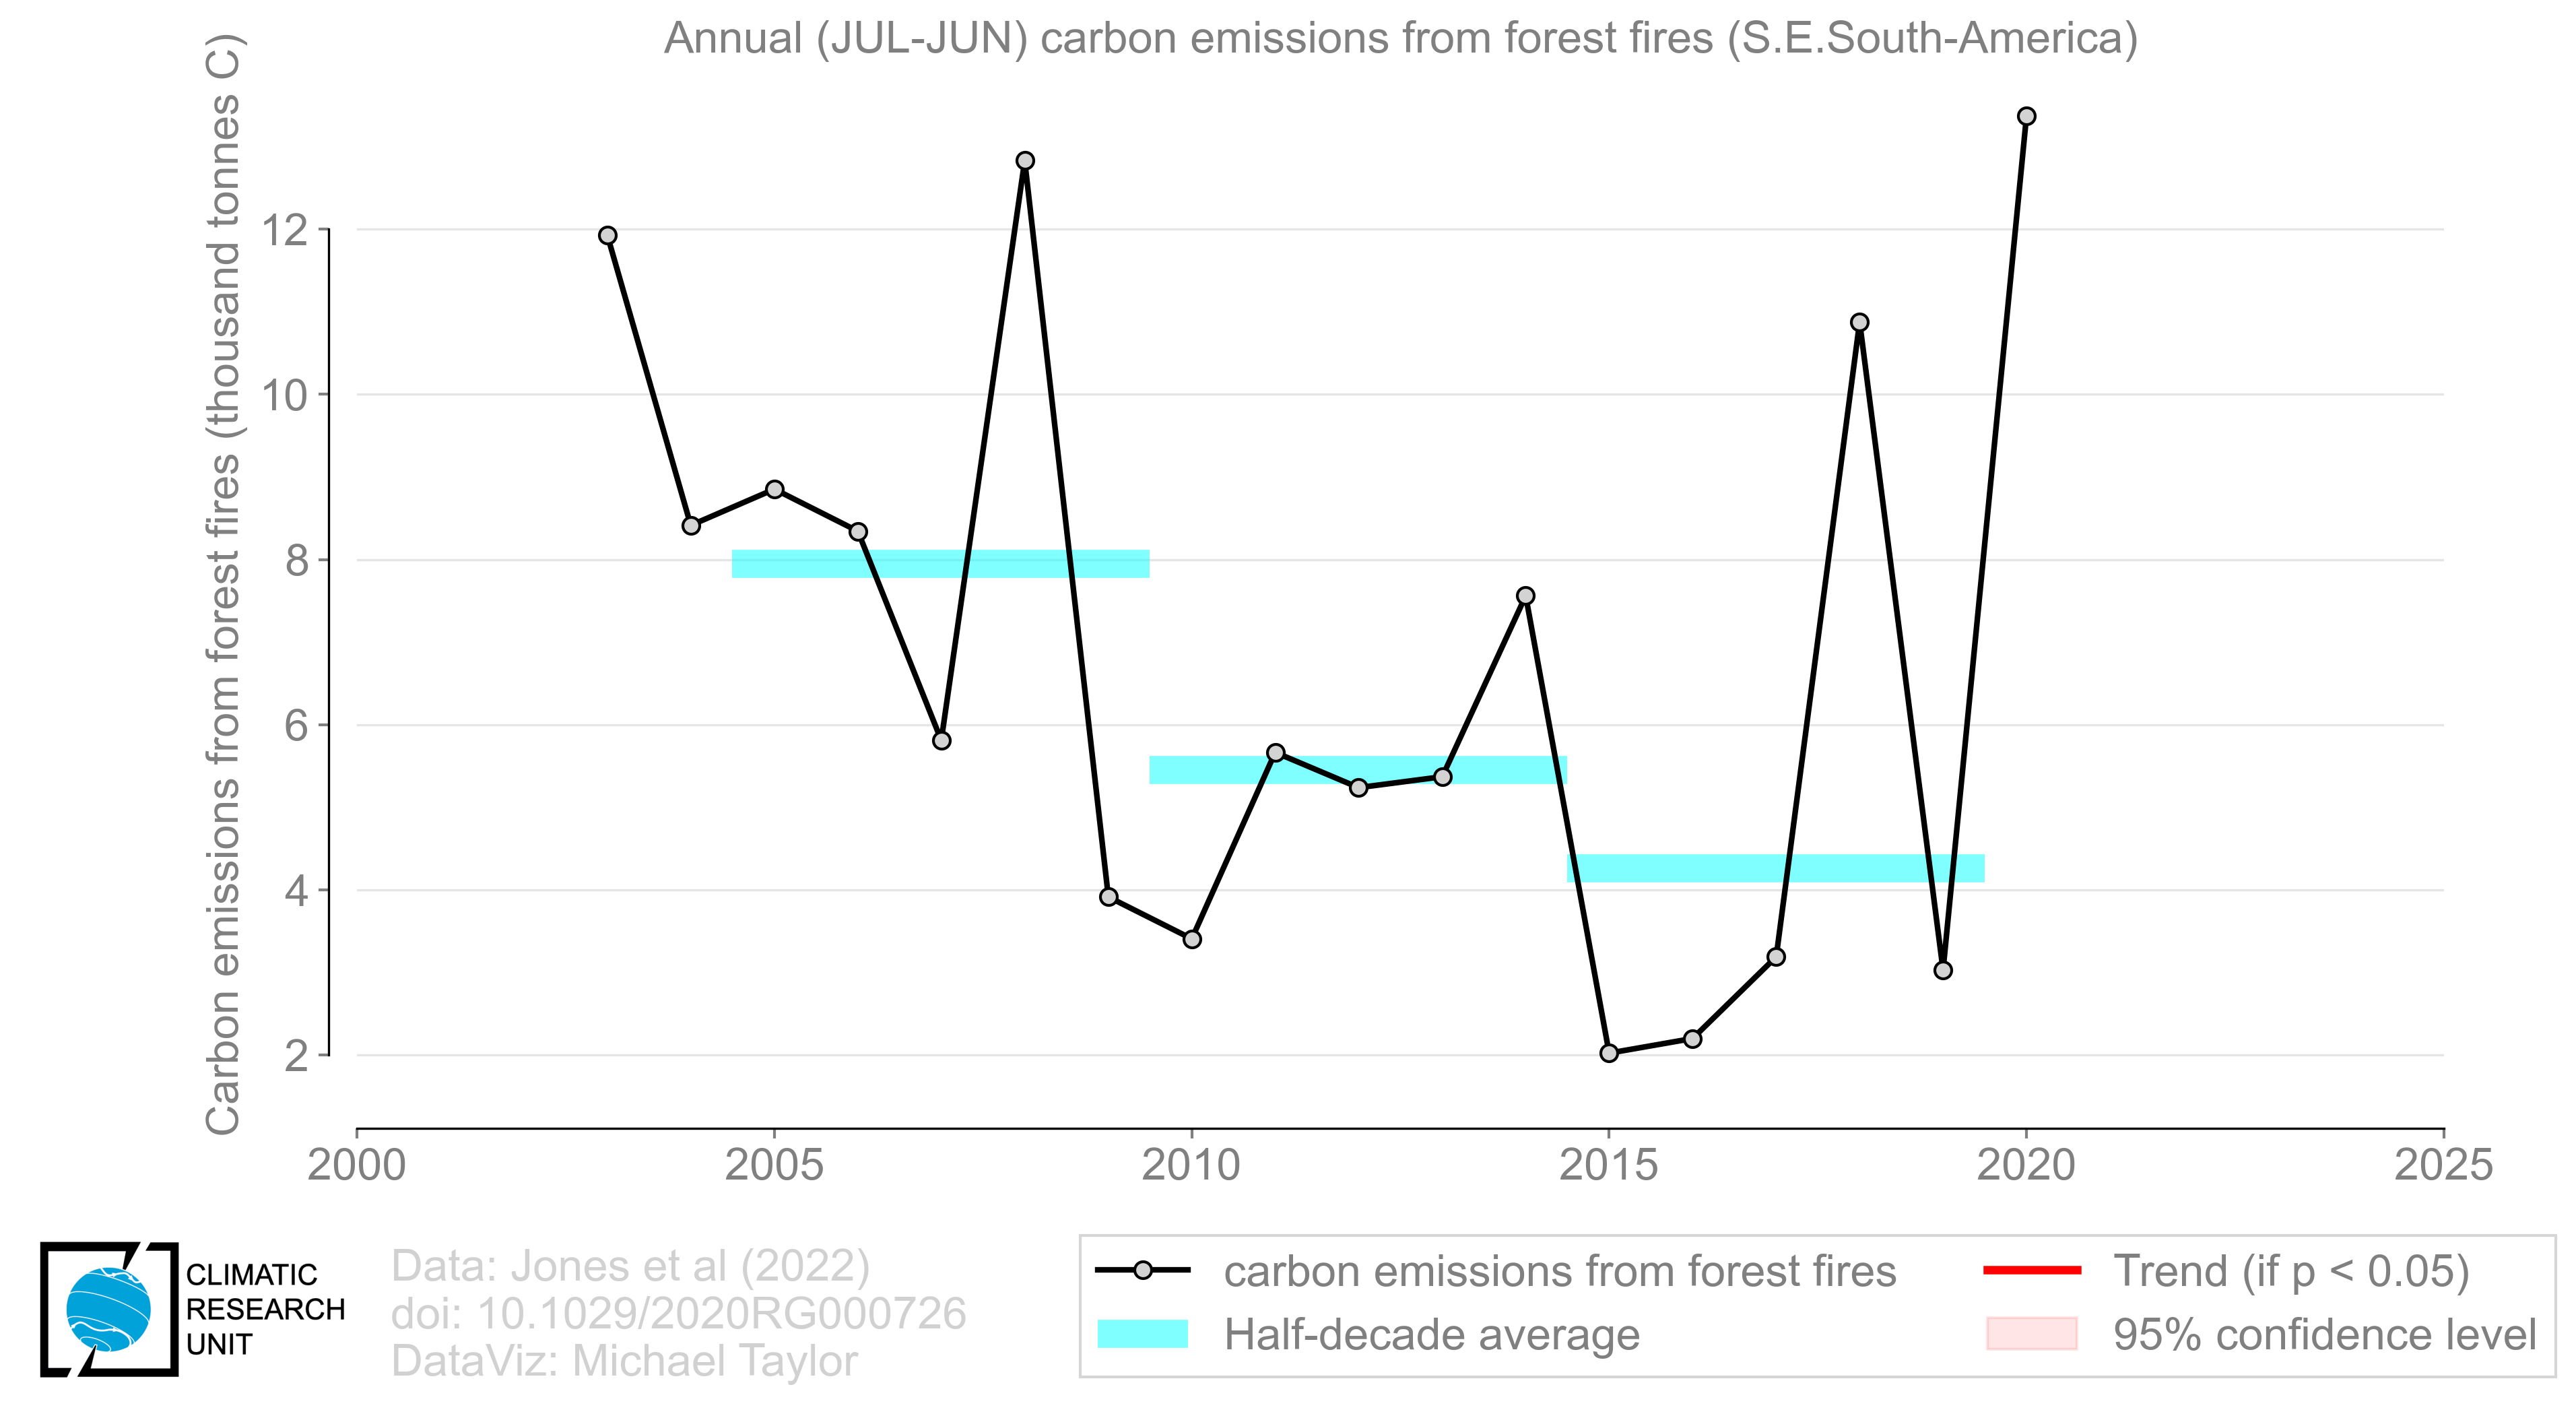 Annual (JUL-JUN) carbon emissions from forest fires (S.E.South-America)
Carbon emissions from forest fires (thousand tonnes C)
12
10
8
6
4
2
2000 2005 2010 2015 2020 2025
CLIMATIC
RESEARCH
UNIT
Data: Jones et al (2022)
doi: 10.1029/2020RG000726
DataViz: Michael Taylor
carbon emissions from forest fires
Half-decade average
Trend (if p < 0.05)
95% confidence level